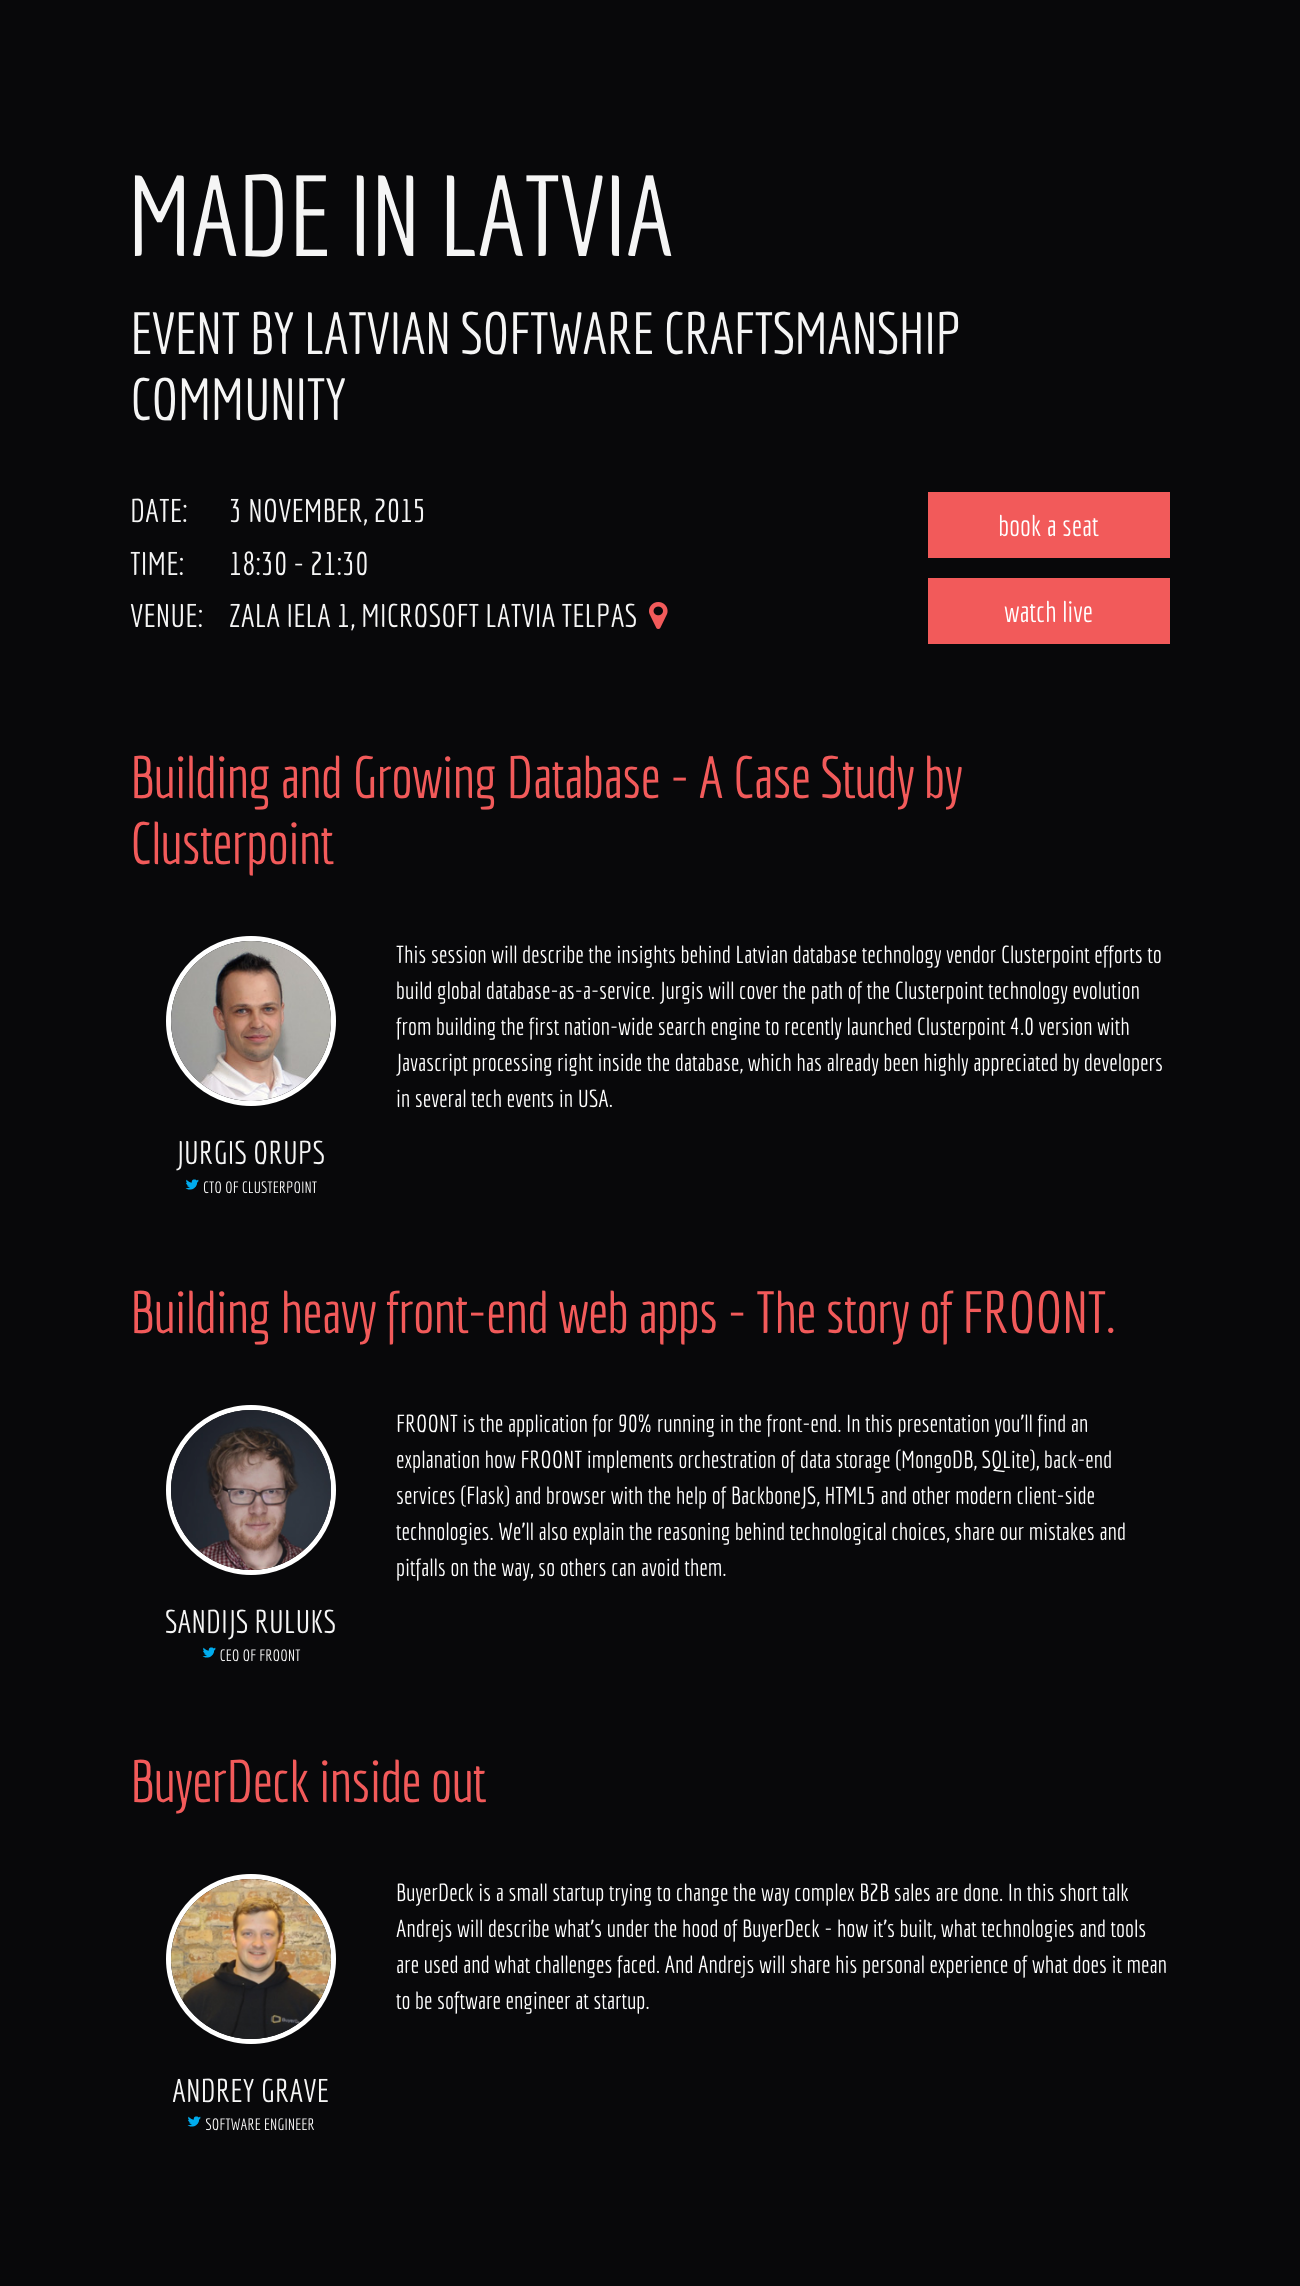 MADE IN LATVIA
EVENT BY LATVIAN SOFTWARE CRAFTSMANSHIP
COMMUNITY
DATE: 3 NOVEMBER, 2015
TIME: 18:30 - 21:30
VENUE: ZALA IELA 1, MICROSOFT LATVIA TELPAS
book a seat
watch live
Building and Growing Database - A Case Study by
Clusterpoint
This session will describe the insights behind Latvian database technology vendor Clusterpoint efforts to
build global database-as-a-service. Jurgis will cover the path of the Clusterpoint technology evolution
from building the first nation-wide search engine to recently launched Clusterpoint 4.0 version with
Javascript processing right inside the database, which has already been highly appreciated by developers
in several tech events in USA.
JURGIS ORUPS
CTO OF CLUSTERPOINT
Building heavy front-end web apps - The story of FROONT.
FROONT is the application for 90% running in the front-end. In this presentation you'll find an
explanation how FROONT implements orchestration of data storage (MongoDB, SQLite), back-end
services (Flask) and browser with the help of BackboneJS, HTML5 and other modern client-side
technologies. We'll also explain the reasoning behind technological choices, share our mistakes and
pitfalls on the way, so others can avoid them.
SANDIJS RULUKS
CEO OF FROONT
BuyerDeck inside out
BuyerDeck is a small startup trying to change the way complex B2B sales are done. In this short talk
Andrejs will describe what's under the hood of BuyerDeck - how it's built, what technologies and tools
are used and what challenges faced. And Andrejs will share his personal experience of what does it mean
to be software engineer at startup.
ANDREY GRAVE
SOFTWARE ENGINEER